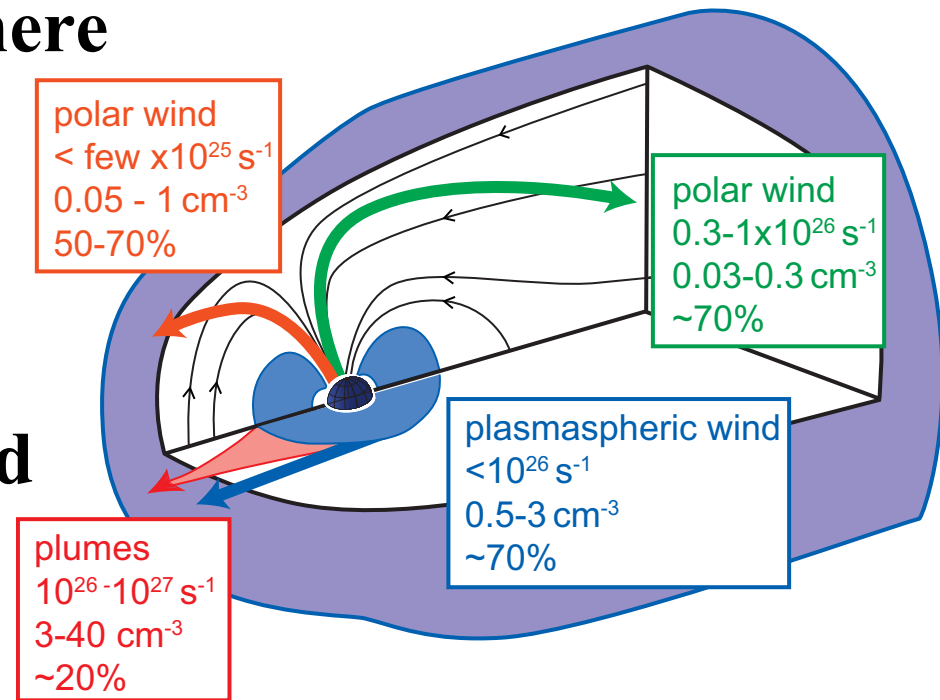 polar wind
< few x10²⁵ s⁻¹
0.05 - 1 cm⁻³
50-70%
polar wind
0.3-1x10²⁶ s⁻¹
0.03-0.3 cm⁻³
~70%
plasmaspheric wind
<10²⁶ s⁻¹
0.5-3 cm⁻³
~70%
plumes
10²⁶ -10²⁷ s⁻¹
3-40 cm⁻³
~20%